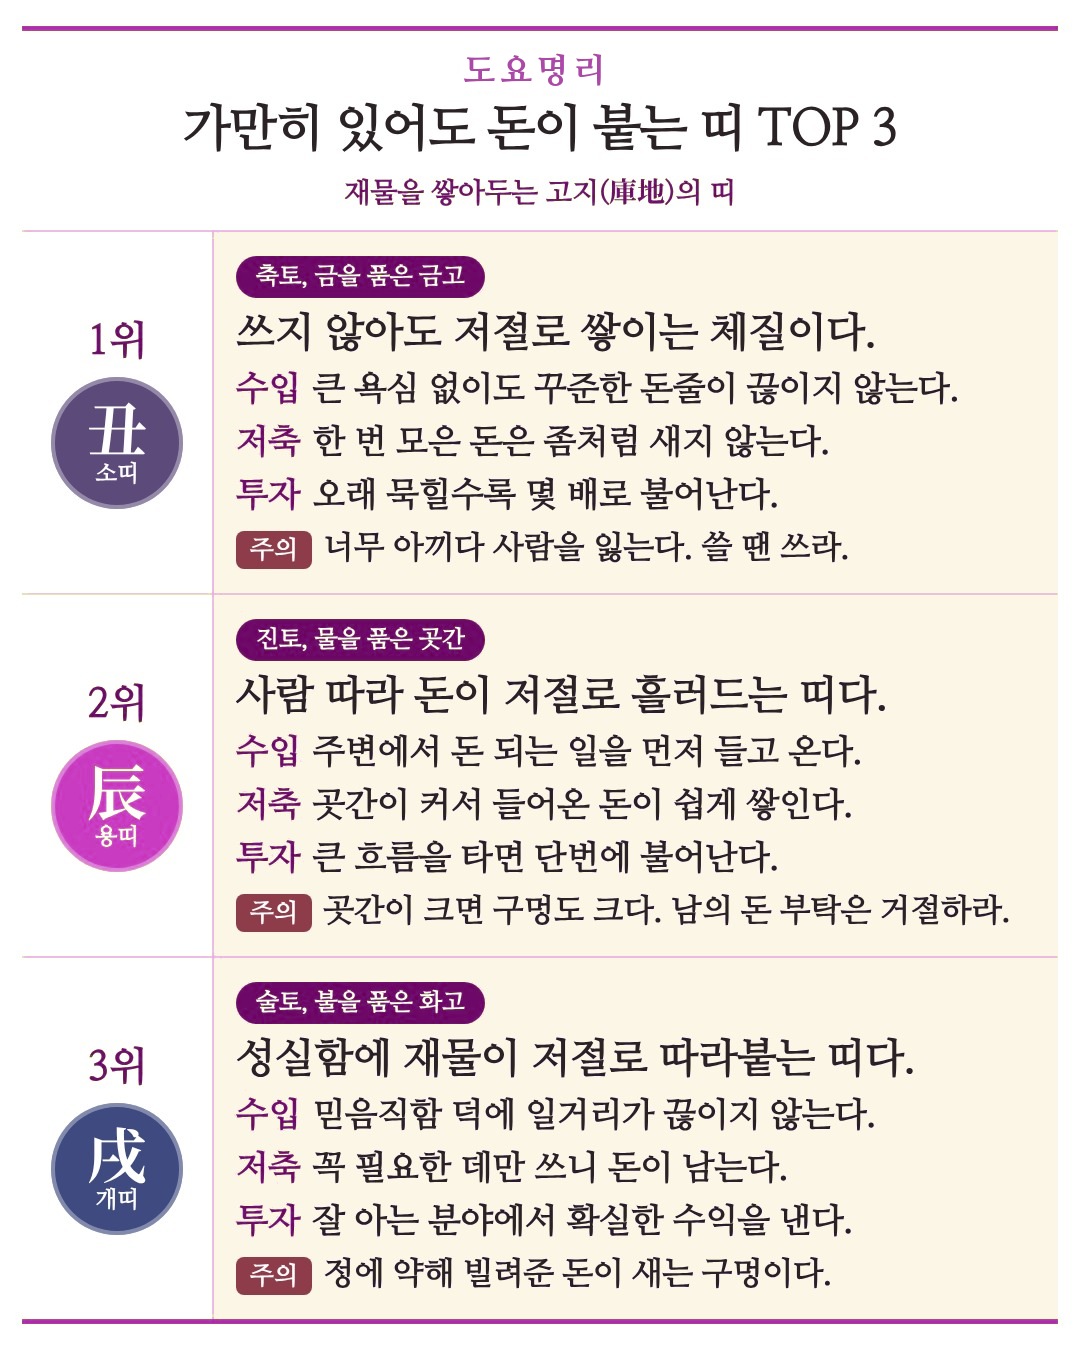 도요명리
가만히 있어도 돈이 붙는 띠 TOP 3
재물을 쌓아두는 고지(庫地)의 띠
1위
丑
소띠
축토, 금을 품은 금고
쓰지 않아도 저절로 쌓이는 체질이다.
수입 큰 욕심 없이도 꾸준한 돈줄이 끊이지 않는다.
저축 한 번 모은 돈은 좀처럼 새지 않는다.
투자 오래 묵힐수록 몇 배로 불어난다.
주의 너무 아끼다 사람을 잃는다. 쓸 땐 쓰라.
2위
辰
용띠
진토, 물을 품은 곳간
사람 따라 돈이 저절로 흘러드는 띠다.
수입 주변에서 돈 되는 일을 먼저 들고 온다.
저축 곳간이 커서 들어온 돈이 쉽게 쌓인다.
투자 큰 흐름을 타면 단번에 불어난다.
주의 곳간이 크면 구멍도 크다. 남의 돈 부탁은 거절하라.
3위
戌
개띠
술토, 불을 품은 화고
성실함에 재물이 저절로 따라붙는 띠다.
수입 믿음직함 덕에 일거리가 끊이지 않는다.
저축 꼭 필요한 데만 쓰니 돈이 남는다.
투자 잘 아는 분야에서 확실한 수익을 낸다.
주의 정에 약해 빌려준 돈이 새는 구멍이다.